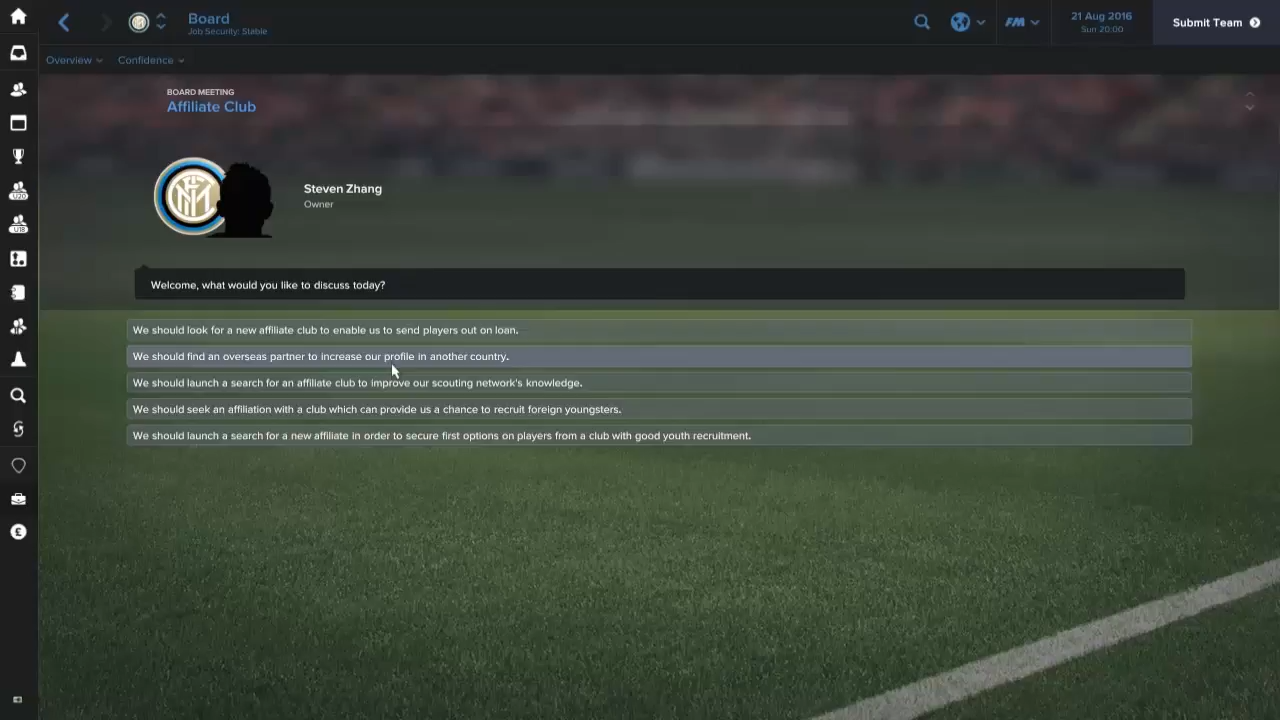 Board
Job Security: Stable
FM
21 Aug 2016
Sun 20:00
Submit Team
Overview
Confidence
U20
U18
BOARD MEETING
Affiliate Club
Steven Zhang
Owner
Welcome, what would you like to discuss today?
We should look for a new affiliate club to enable us to send players out on loan.
We should find an overseas partner to increase our profile in another country.
We should launch a search for an affiliate club to improve our scouting network's knowledge.
We should seek an affiliation with a club which can provide us a chance to recruit foreign youngsters.
We should launch a search for a new affiliate in order to secure first options on players from a club with good youth recruitment.